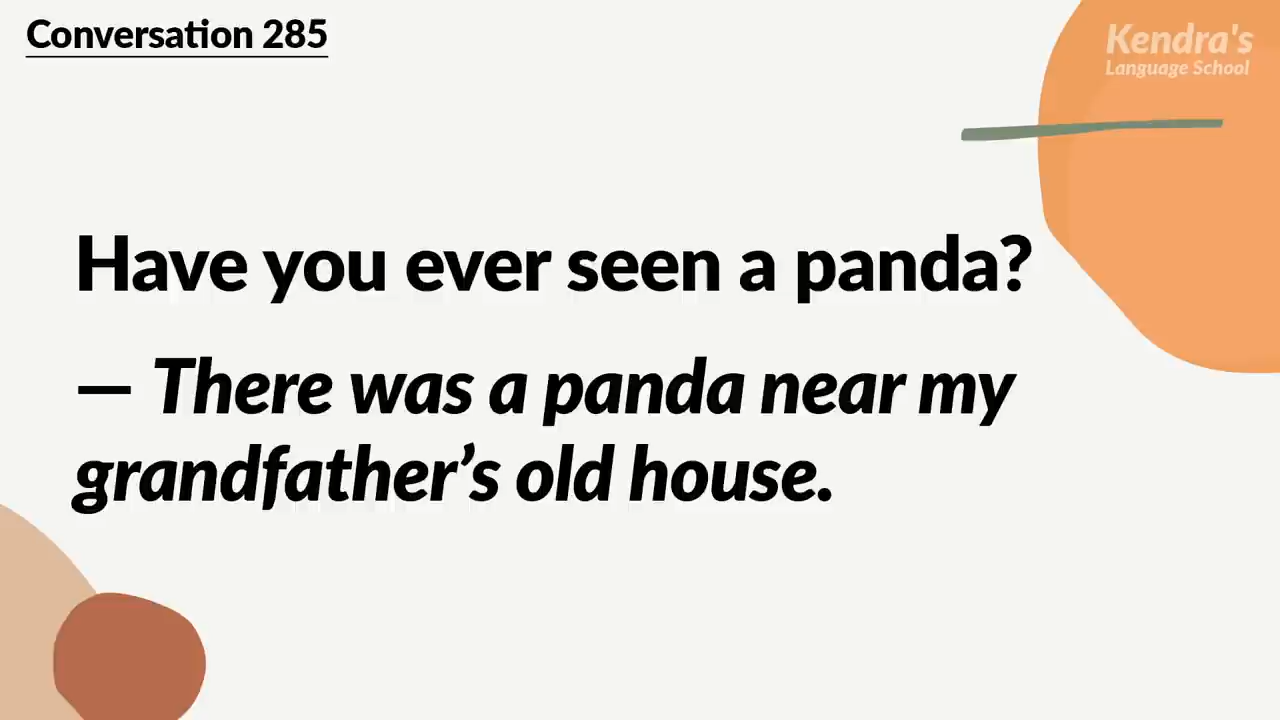 Conversation 285
Kendra's
Language School
Have you ever seen a panda?
— There was a panda near my
grandfather’s old house.